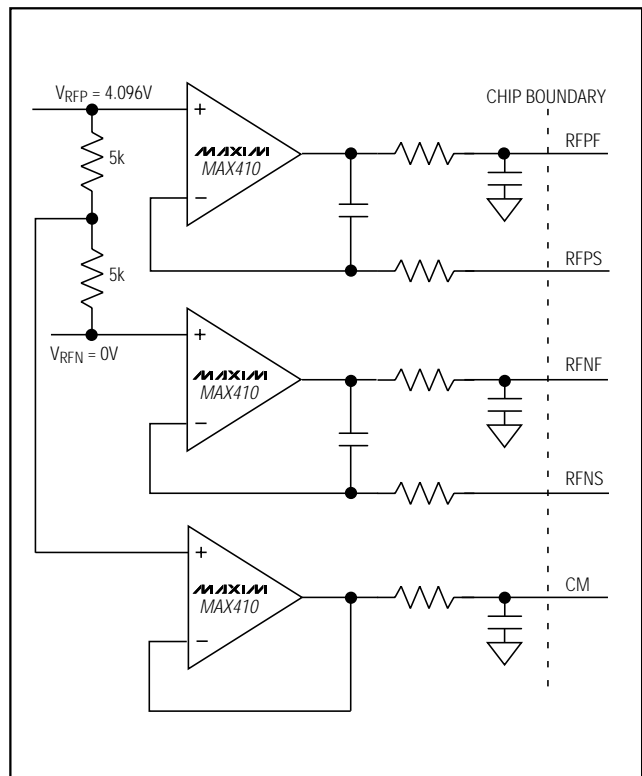 VRFP = 4.096V
CHIP BOUNDARY
+
5k
MAXIM
MAX410
RFPF
−
RFPS
5k
VRFN = 0V
+
MAXIM
MAX410
RFNF
−
RFNS
+
MAXIM
MAX410
CM
−